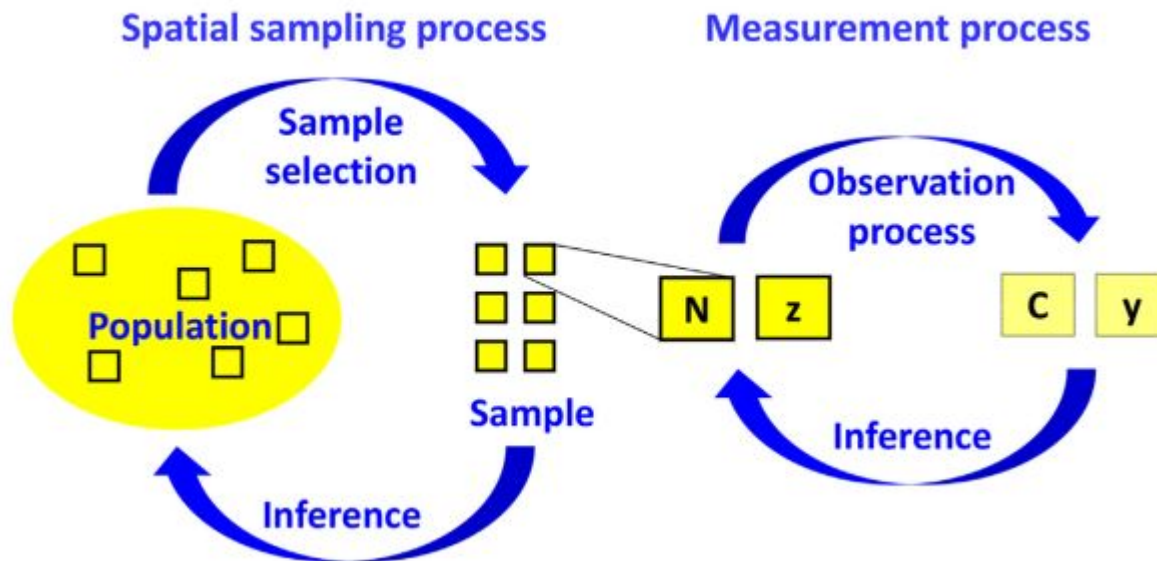 Spatial sampling process
Measurement process
Sample
selection
Observation
process
Population
N
z
C
y
Sample
Inference
Inference